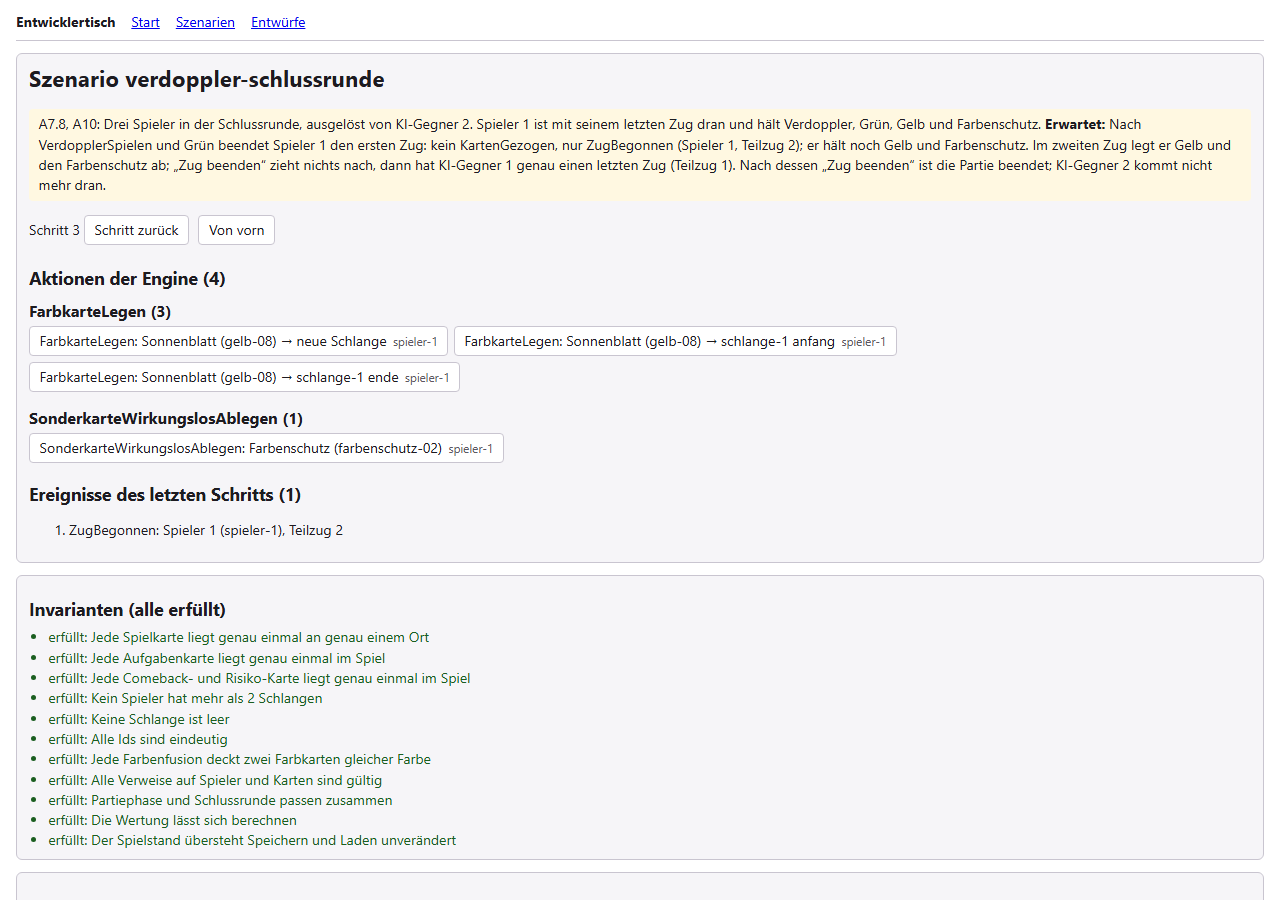 Entwicklertisch Start Szenarien Entwürfe
Szenario verdoppler-schlussrunde
A7.8, A10: Drei Spieler in der Schlussrunde, ausgelöst von KI-Gegner 2. Spieler 1 ist mit seinem letzten Zug dran und hält Verdoppler, Grün, Gelb und Farbenschutz. Erwartet: Nach
VerdopplerSpielen und Grün beendet Spieler 1 den ersten Zug: kein KartenGezogen, nur ZugBegonnen (Spieler 1, Teilzug 2); er hält noch Gelb und Farbenschutz. Im zweiten Zug legt er Gelb und
den Farbenschutz ab; „Zug beenden“ zieht nichts nach, dann hat KI-Gegner 1 genau einen letzten Zug (Teilzug 1). Nach dessen „Zug beenden“ ist die Partie beendet; KI-Gegner 2 kommt nicht
mehr dran.
Schritt 3 Schritt zurück Von vorn
Aktionen der Engine (4)
FarbkarteLegen (3)
FarbkarteLegen: Sonnenblatt (gelb-08) → neue Schlange spieler-1 FarbkarteLegen: Sonnenblatt (gelb-08) → schlange-1 anfang spieler-1
FarbkarteLegen: Sonnenblatt (gelb-08) → schlange-1 ende spieler-1
SonderkarteWirkungslosAblegen (1)
SonderkarteWirkungslosAblegen: Farbenschutz (farbenschutz-02) spieler-1
Ereignisse des letzten Schritts (1)
1. ZugBegonnen: Spieler 1 (spieler-1), Teilzug 2
Invarianten (alle erfüllt)
• erfüllt: Jede Spielkarte liegt genau einmal an genau einem Ort
• erfüllt: Jede Aufgabenkarte liegt genau einmal im Spiel
• erfüllt: Jede Comeback- und Risiko-Karte liegt genau einmal im Spiel
• erfüllt: Kein Spieler hat mehr als 2 Schlangen
• erfüllt: Keine Schlange ist leer
• erfüllt: Alle Ids sind eindeutig
• erfüllt: Jede Farbenfusion deckt zwei Farbkarten gleicher Farbe
• erfüllt: Alle Verweise auf Spieler und Karten sind gültig
• erfüllt: Partiephase und Schlussrunde passen zusammen
• erfüllt: Die Wertung lässt sich berechnen
• erfüllt: Der Spielstand übersteht Speichern und Laden unverändert